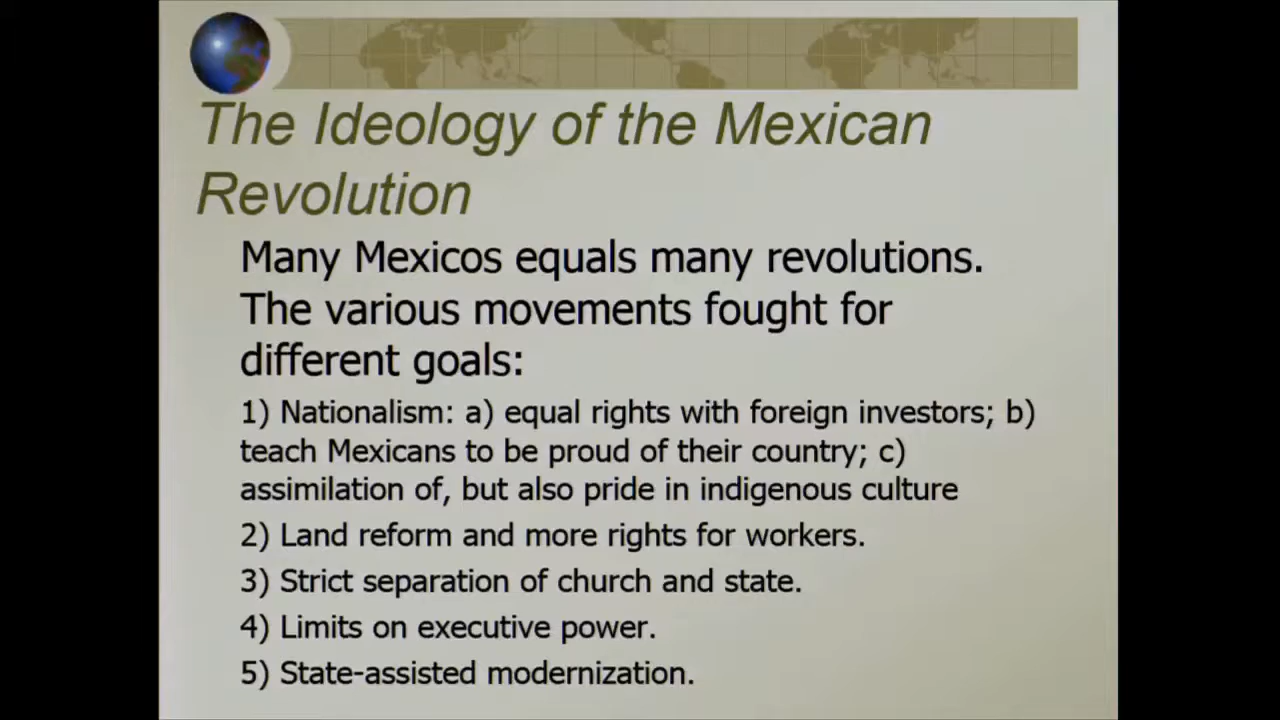 The Ideology of the Mexican
Revolution
Many Mexicos equals many revolutions.
The various movements fought for
different goals:
1) Nationalism: a) equal rights with foreign investors; b)
teach Mexicans to be proud of their country; c)
assimilation of, but also pride in indigenous culture
2) Land reform and more rights for workers.
3) Strict separation of church and state.
4) Limits on executive power.
5) State-assisted modernization.